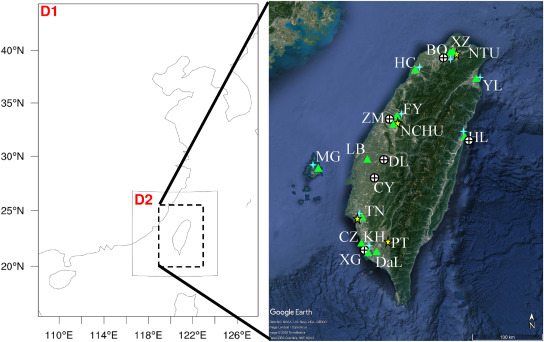 D1
40°N
35°N
30°N
25°N
20°N
D2
110°E
114°E
118°E
122°E
126°E
XZ
BQ
NTU
HC
YL
FY
ZM
NCHU
HL
MG
LB
DL
CY
TN
CZ
KH
PT
XG
DaL
Google Earth
N
100 km